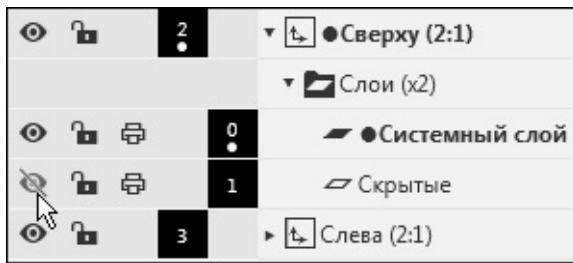 2 ●Сверху (2:1)
Слои (x2)
0 ●Системный слой
1 Скрытые
3 Слева (2:1)